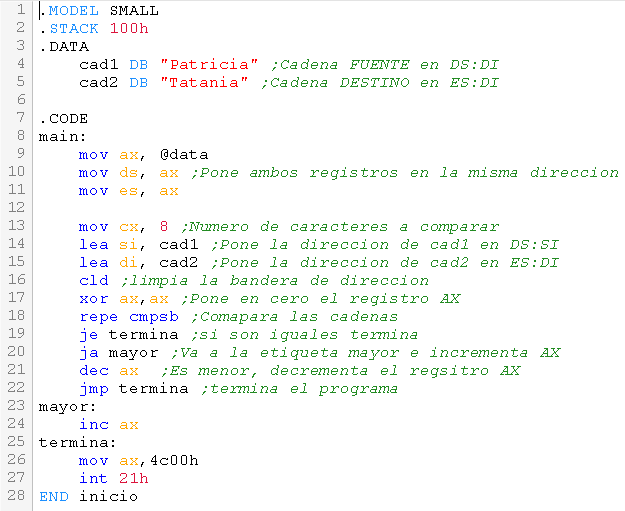 1 .MODEL SMALL
2 .STACK 100h
3 .DATA
4 cad1 DB "Patricia" ;Cadena FUENTE en DS:DI
5 cad2 DB "Tatania" ;Cadena DESTINO en ES:DI
6
7 .CODE
8 main:
9 mov ax, @data
10 mov ds, ax ;Pone ambos registros en la misma direccion
11 mov es, ax
12
13 mov cx, 8 ;Numero de caracteres a comparar
14 lea si, cad1 ;Pone la direccion de cad1 en DS:SI
15 lea di, cad2 ;Pone la direccion de cad2 en ES:DI
16 cld ;limpia la bandera de direccion
17 xor ax,ax ;Pone en cero el registro AX
18 repe cmpsb ;Comapara las cadenas
19 je termina ;si son iguales termina
20 ja mayor ;Va a la etiqueta mayor e incrementa AX
21 dec ax ;Es menor, decrementa el regsitro AX
22 jmp termina ;termina el programa
23 mayor:
24 inc ax
25 termina:
26 mov ax,4c00h
27 int 21h
28 END inicio